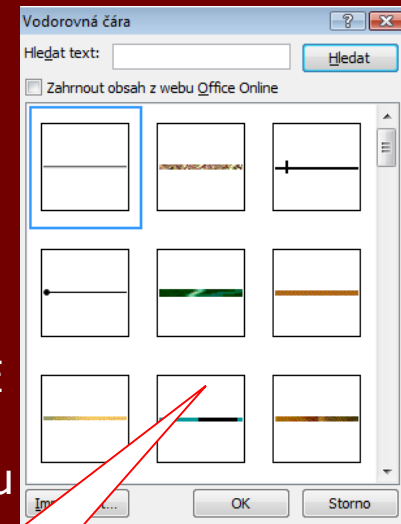 Vodorovná čára
Hledat text:
Hledat
Zahrnout obsah z webu Office Online
E
u
OK
Storno